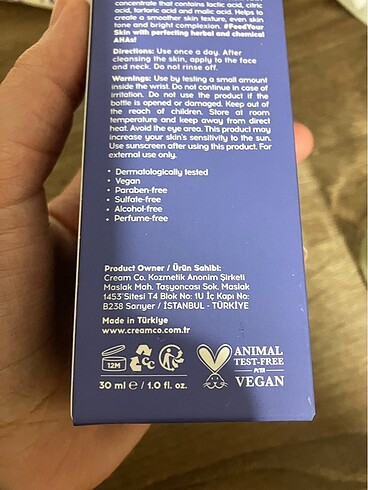 concentrate that contains lactic acid, citric
acid, tartaric acid and malic acid. Helps to
create a smoother skin texture, even skin
tone and bright complexion. #FeedYour
Skin with perfecting herbal and chemical
AHAs!
Directions: Use once a day. After
cleansing the skin, apply to the face
and neck. Do not rinse off.
Warnings: Use by testing a small amount
inside the wrist. Do not continue in case of
irritation. Do not use the product if the
bottle is opened or damaged. Keep out of
the reach of children. Store at room
temperature and keep away from direct
heat. Avoid the eye area. This product may
increase your skin's sensitivity to the sun.
Use sunscreen after using this product. For
external use only.
• Dermatologically tested
• Vegan
• Paraben-free
• Sulfate-free
• Alcohol-free
• Perfume-free
Product Owner / Ürün Sahibi:
Cream Co. Kozmetik Anonim Şirketi
Maslak Mah. Taşyoncası Sok. Maslak
1453 Sitesi T4 Blok No: 1U İç Kapı No:
B238 Sarıyer / İSTANBUL - TÜRKİYE
Made in Türkiye
www.creamco.com.tr
12M
CC
30 ml e / 1.0 fl. oz.
ANIMAL
TEST-FREE
PETA
VEGAN